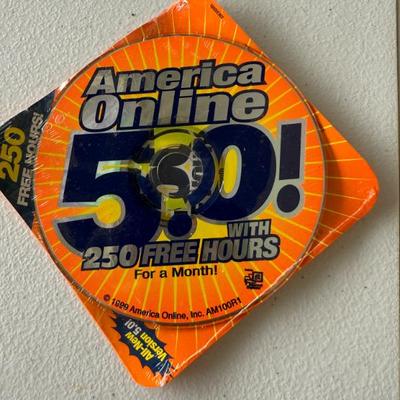 America
Online
5.0!
WITH
250 FREE HOURS
For a Month!
© 1999 America Online, Inc. AM100R1
250
FREE HOURS!
All-New
Version 5.0!